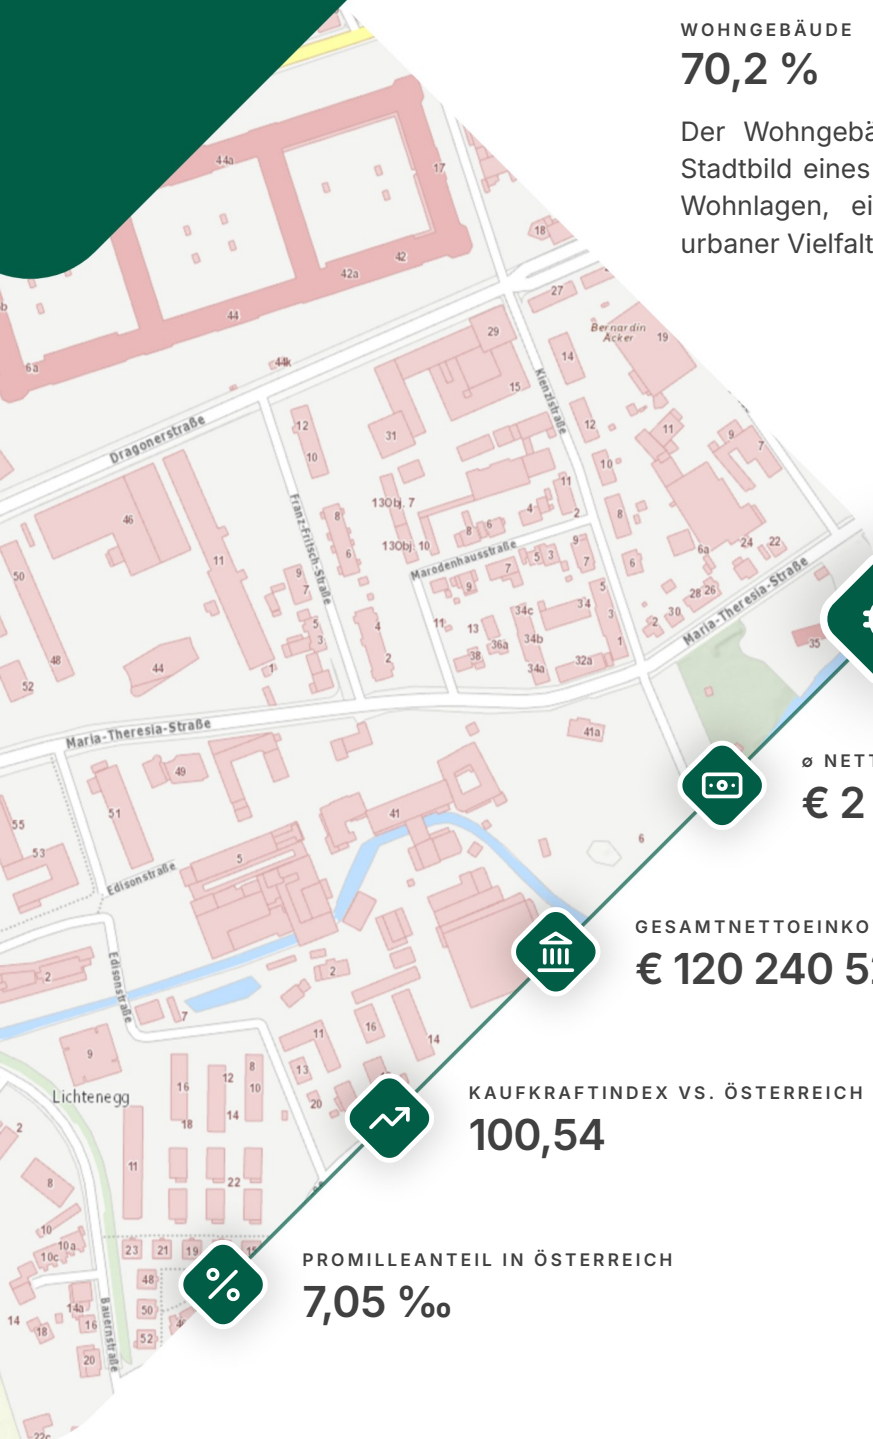 WOHNGEBÄUDE
70,2 %
Der Wohngebä
Stadtbild eines
Wohnlagen, ei
urbaner Vielfalt
44a
17
18
42
42a
44
6a
44k
27
Bernardin
Acker
19
29
14
15
Kienzlstraße
Dragonerstraße
12
31
12
11
9
7
10
10
46
13Obj. 7
11
8
Franz-Fritsch-Straße
8
6
4
2
8
13Obj. 10
6
50
11
Marodenhausstraße
5
3
9
7
6
6a
24
22
9
7
9
7
5
3
4
2
48
52
44
1
11
13
38
36a
34c
34b
34a
34
32a
5
3
1
2
30
28
26
Maria-Theresia-Straße
35
Maria-Theresia-Straße
41a
49
ø NETT
€ 2
51
41
55
53
5
6
Edisonstraße
GESAMTNETTOEINKO
€ 120 240 5
Edisonstraße
2
2
7
16
14
11
9
13
20
Lichtenegg
16
18
12
14
8
10
KAUFKRAFTINDEX VS. ÖSTERREICH
100,54
2
11
22
8
10
10a
10c
23
21
19
PROMILLEANTEIL IN ÖSTERREICH
7,05 ‰
48
50
52
14
14a
16
18
20
Bauernstraße
22c